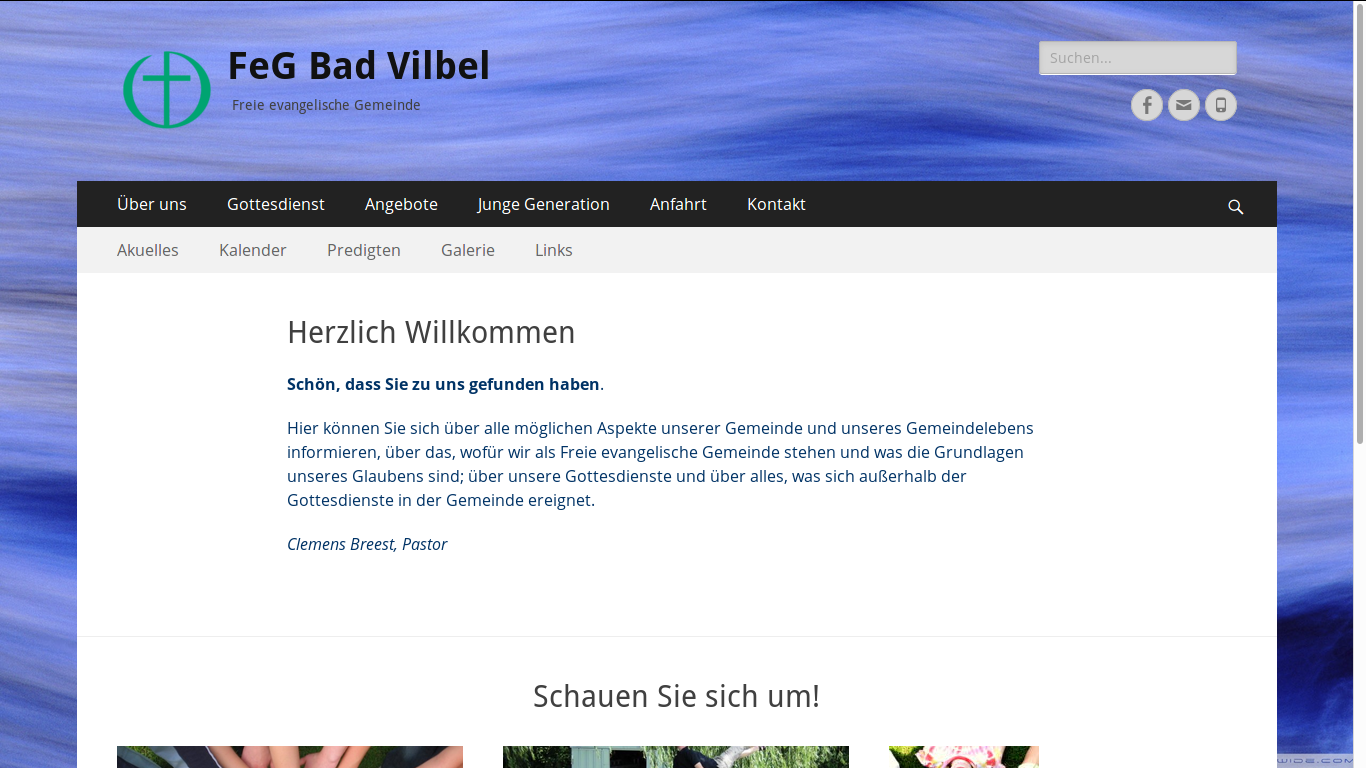 FeG Bad Vilbel
Freie evangelische Gemeinde
Suchen...
Über uns Gottesdienst Angebote Junge Generation Anfahrt Kontakt
Akuelles Kalender Predigten Galerie Links
Herzlich Willkommen
Schön, dass Sie zu uns gefunden haben.
Hier können Sie sich über alle möglichen Aspekte unserer Gemeinde und unseres Gemeindelebens
informieren, über das, wofür wir als Freie evangelische Gemeinde stehen und was die Grundlagen
unseres Glaubens sind; über unsere Gottesdienste und über alles, was sich außerhalb der
Gottesdienste in der Gemeinde ereignet.
Clemens Breest, Pastor
Schauen Sie sich um!